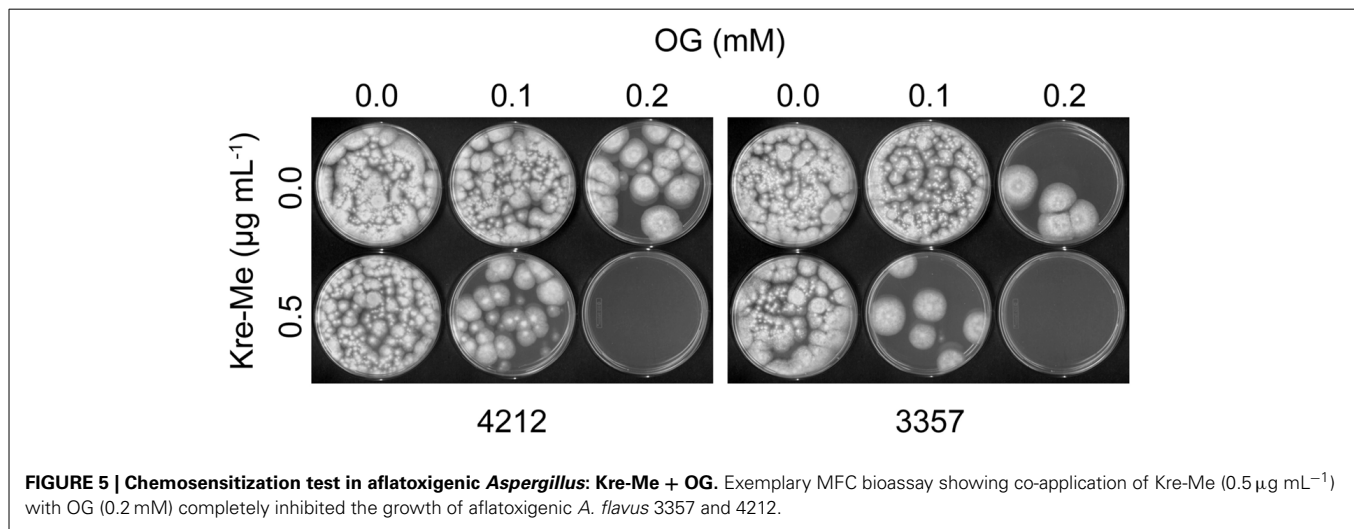 OG (mM)
0.0 0.1 0.2 0.0 0.1 0.2
Kre-Me (µg mL⁻¹)
0.0
0.5
4212 3357
FIGURE 5 | Chemosensitization test in aflatoxigenic Aspergillus: Kre-Me + OG. Exemplary MFC bioassay showing co-application of Kre-Me (0.5 µg mL⁻¹)
with OG (0.2 mM) completely inhibited the growth of aflatoxigenic A. flavus 3357 and 4212.